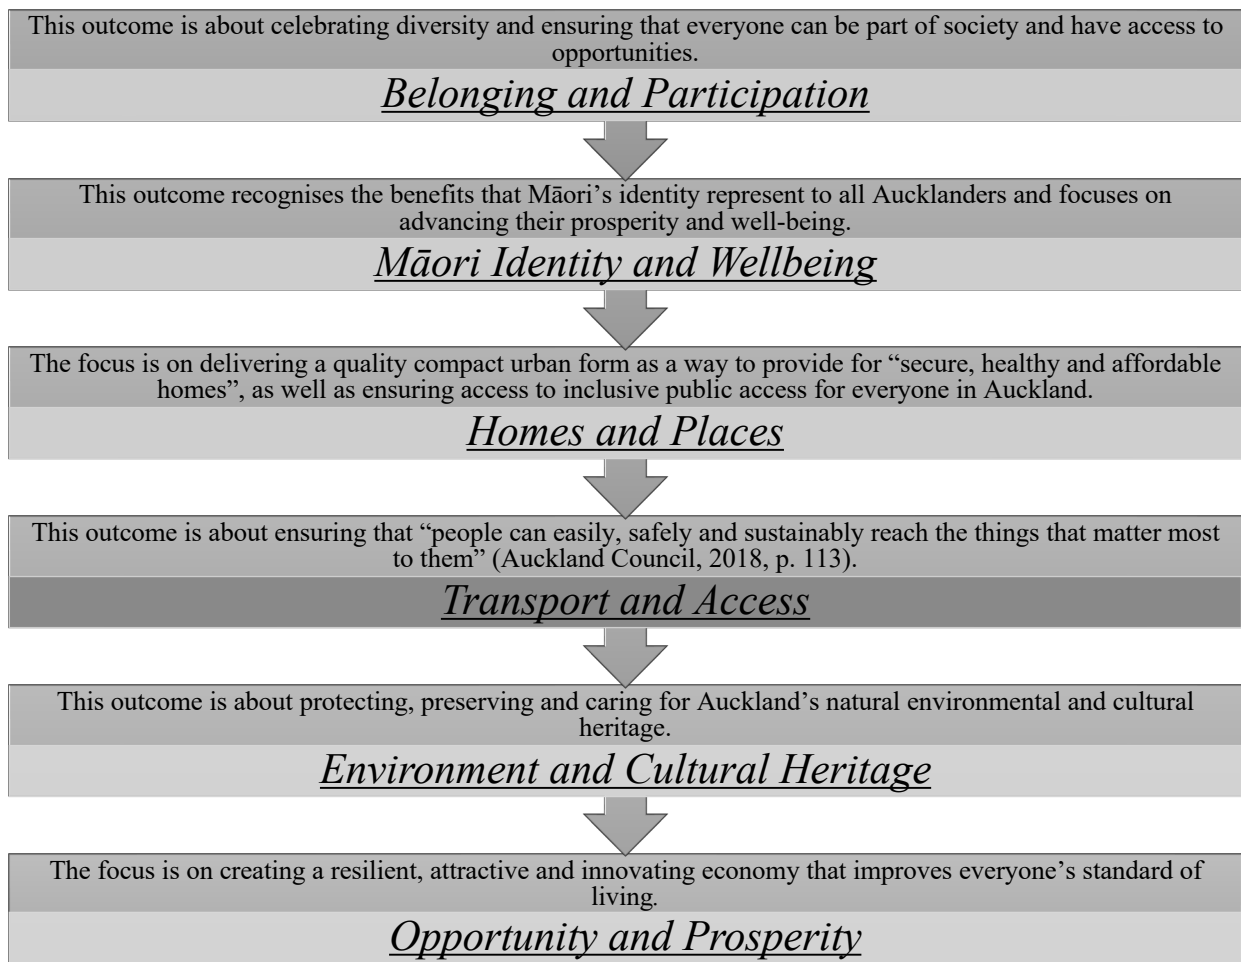 This outcome is about celebrating diversity and ensuring that everyone can be part of society and have access to
opportunities.
Belonging and Participation
This outcome recognises the benefits that Māori’s identity represent to all Aucklanders and focuses on
advancing their prosperity and well-being.
Māori Identity and Wellbeing
The focus is on delivering a quality compact urban form as a way to provide for “secure, healthy and affordable
homes”, as well as ensuring access to inclusive public access for everyone in Auckland.
Homes and Places
This outcome is about ensuring that “people can easily, safely and sustainably reach the things that matter most
to them” (Auckland Council, 2018, p. 113).
Transport and Access
This outcome is about protecting, preserving and caring for Auckland’s natural environmental and cultural
heritage.
Environment and Cultural Heritage
The focus is on creating a resilient, attractive and innovating economy that improves everyone’s standard of
living.
Opportunity and Prosperity